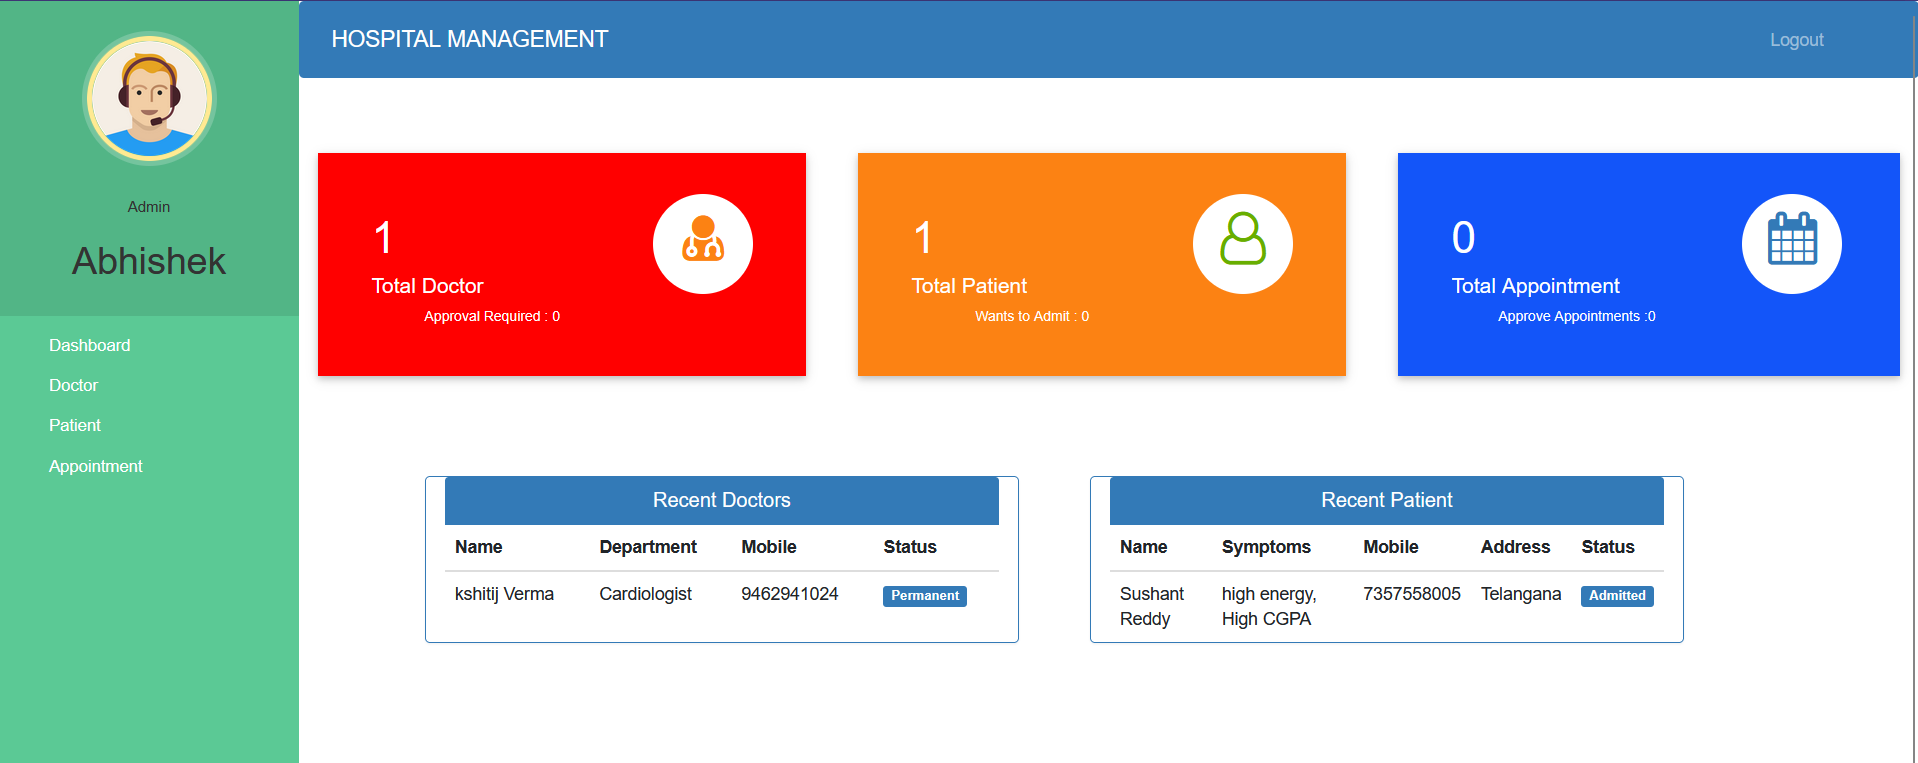 HOSPITAL MANAGEMENT
Logout
Admin
Abhishek
Dashboard
Doctor
Patient
Appointment
1
Total Doctor
Approval Required : 0
1
Total Patient
Wants to Admit : 0
0
Total Appointment
Approve Appointments :0
Recent Doctors
Name Department Mobile Status
kshitij Verma Cardiologist 9462941024 Permanent
Recent Patient
Name Symptoms Mobile Address Status
Sushant high energy, 7357558005 Telangana Admitted
Reddy High CGPA